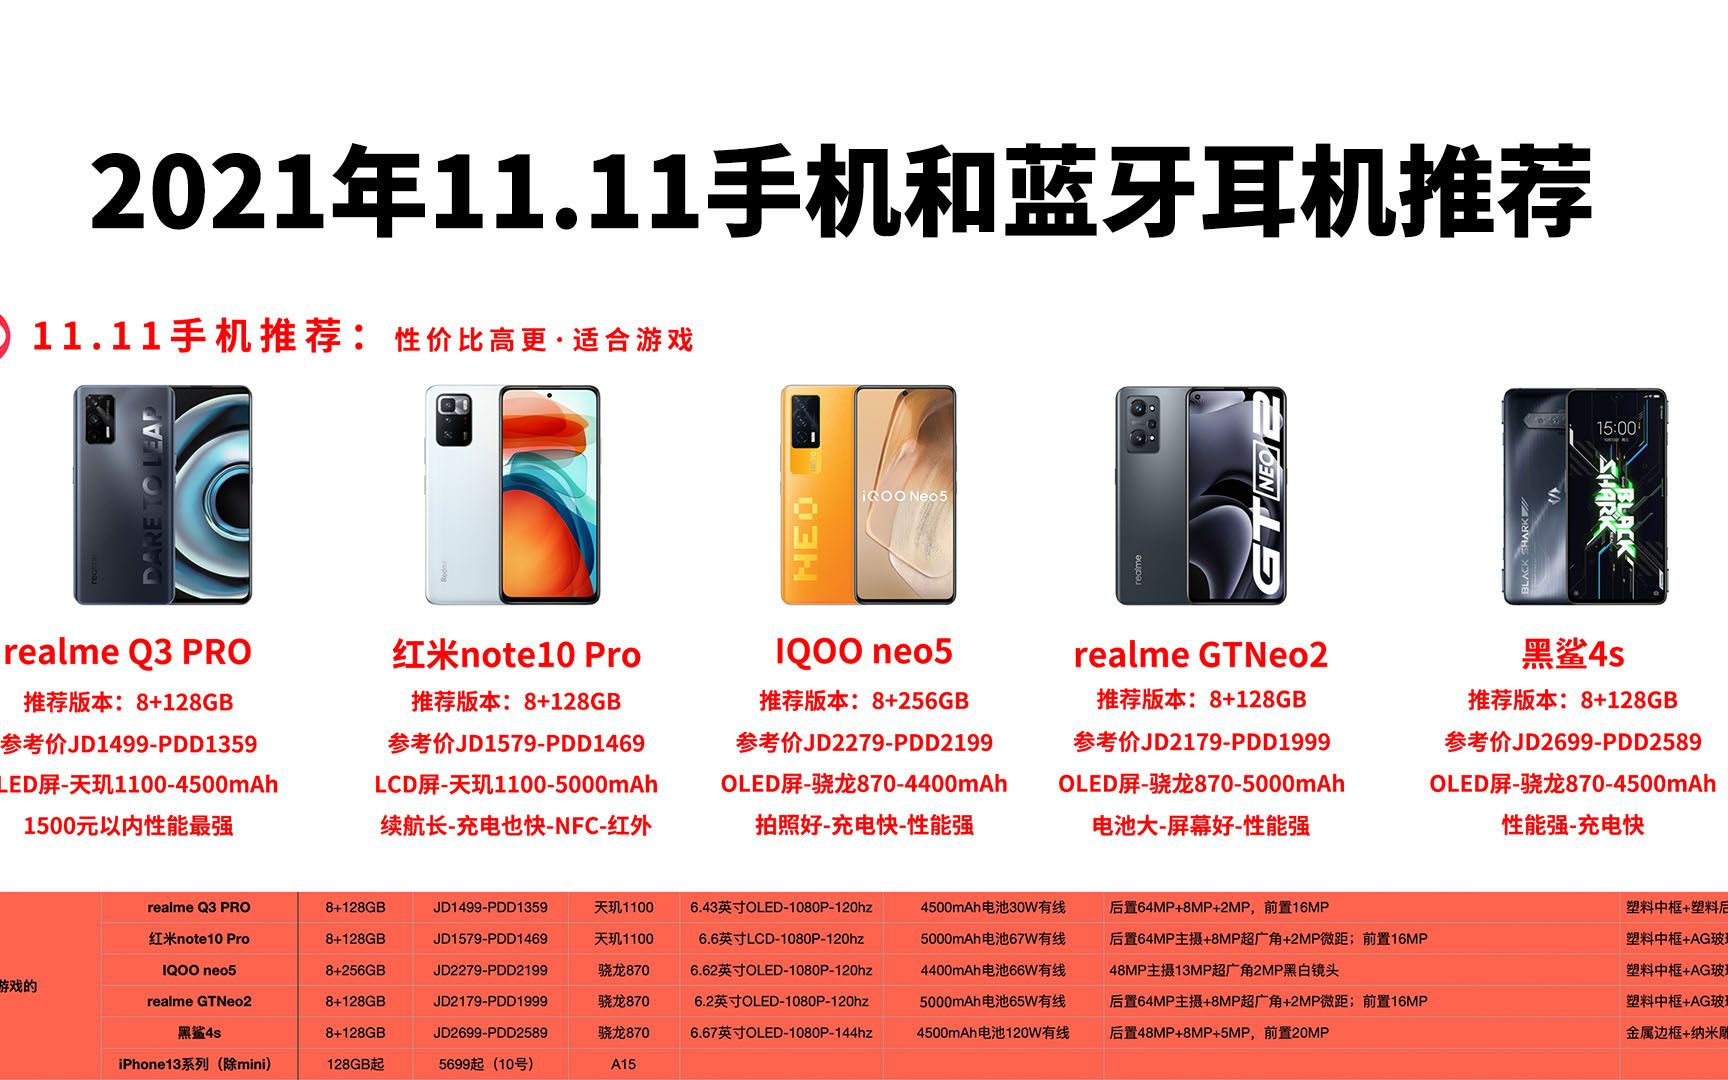 2021年11.11手机和蓝牙耳机推荐
11.11手机推荐：性价比高更·适合游戏
DARE TO LEAP
realme
Redmi
NEO
iQOO Neo5
realme
GT NEO2
BLACK SHARK
15:00
BLACK SHARK
realme Q3 PRO 红米note10 Pro IQOO neo5 realme GTNeo2 黑鲨4s
推荐版本：8+128GB 推荐版本：8+128GB 推荐版本：8+256GB 推荐版本：8+128GB 推荐版本：8+128GB
参考价JD1499-PDD1359 参考价JD1579-PDD1469 参考价JD2279-PDD2199 参考价JD2179-PDD1999 参考价JD2699-PDD2589
LED屏-天玑1100-4500mAh LCD屏-天玑1100-5000mAh OLED屏-骁龙870-4400mAh OLED屏-骁龙870-5000mAh OLED屏-骁龙870-4500mAh
1500元以内性能最强 续航长-充电也快-NFC-红外 拍照好-充电快-性能强 电池大-屏幕好-性能强 性能强-充电快
realme Q3 PRO 8+128GB JD1499-PDD1359 天玑1100 6.43英寸OLED-1080P-120hz 4500mAh电池30W有线 后置64MP+8MP+2MP，前置16MP 塑料中框+塑料后
红米note10 Pro 8+128GB JD1579-PDD1469 天玑1100 6.6英寸LCD-1080P-120hz 5000mAh电池67W有线 后置64MP主摄+8MP超广角+2MP微距；前置16MP 塑料中框+AG玻
IQOO neo5 8+256GB JD2279-PDD2199 骁龙870 6.62英寸OLED-1080P-120hz 4400mAh电池66W有线 48MP主摄13MP超广角2MP黑白镜头 塑料中框+AG玻
游戏的
realme GTNeo2 8+128GB JD2179-PDD1999 骁龙870 6.2英寸OLED-1080P-120hz 5000mAh电池65W有线 后置64MP主摄+8MP超广角+2MP微距；前置16MP 塑料中框+AG玻
黑鲨4s 8+128GB JD2699-PDD2589 骁龙870 6.67英寸OLED-1080P-144hz 4500mAh电池120W有线 后置48MP+8MP+5MP，前置20MP 金属边框+纳米
iPhone13系列（除mini） 128GB起 5699起（10号） A15